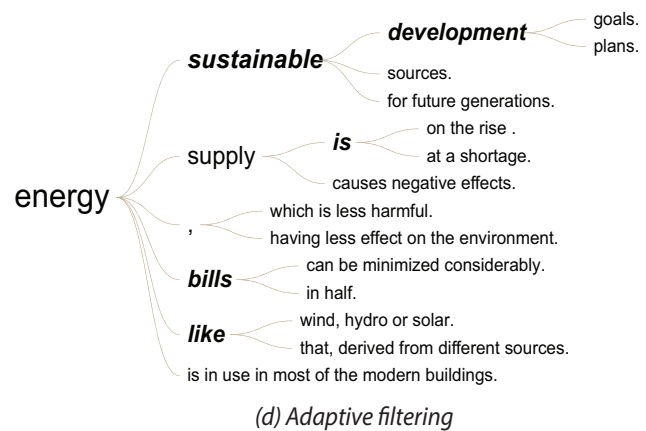 energy
sustainable
development
goals.
plans.
sources.
for future generations.
supply
is
on the rise .
at a shortage.
causes negative effects.
,
which is less harmful.
having less effect on the environment.
bills
can be minimized considerably.
in half.
like
wind, hydro or solar.
that, derived from different sources.
is in use in most of the modern buildings.
(d) Adaptive filtering